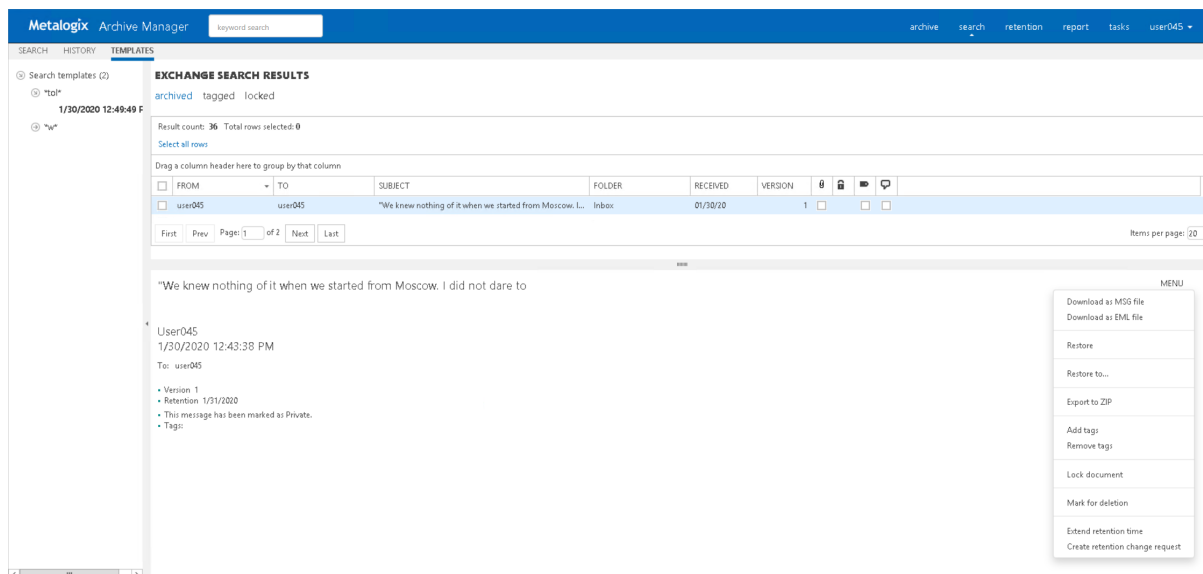 Metalogix Archive Manager keyword search archive search retention report tasks user045
SEARCH HISTORY TEMPLATES
Search templates (2)
*tol*
1/30/2020 12:49:49 P
*w*
EXCHANGE SEARCH RESULTS
archived tagged locked
Result count: 36 Total rows selected: 0
Select all rows
Drag a column header here to group by that column
FROM TO SUBJECT FOLDER RECEIVED VERSION
user045 user045 "We knew nothing of it when we started from Moscow. I... Inbox 01/30/20 1
First Prev Page: 1 of 2 Next Last Items per page: 20
"We knew nothing of it when we started from Moscow. I did not dare to
MENU
User045
1/30/2020 12:43:38 PM
To: user045
• Version 1
• Retention 1/31/2020
• This message has been marked as Private.
• Tags:
Download as MSG file
Download as EML file
Restore
Restore to...
Export to ZIP
Add tags
Remove tags
Lock document
Mark for deletion
Extend retention time
Create retention change request